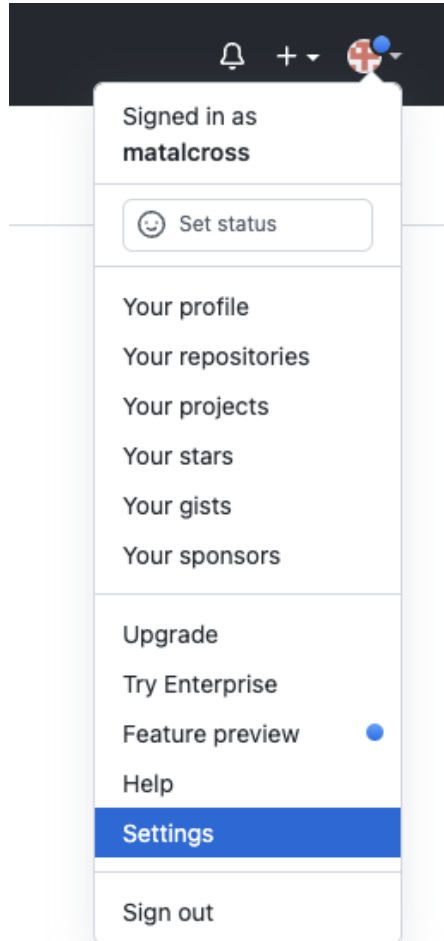 Signed in as
matalcross
Set status
Your profile
Your repositories
Your projects
Your stars
Your gists
Your sponsors
Upgrade
Try Enterprise
Feature preview
Help
Settings
Sign out